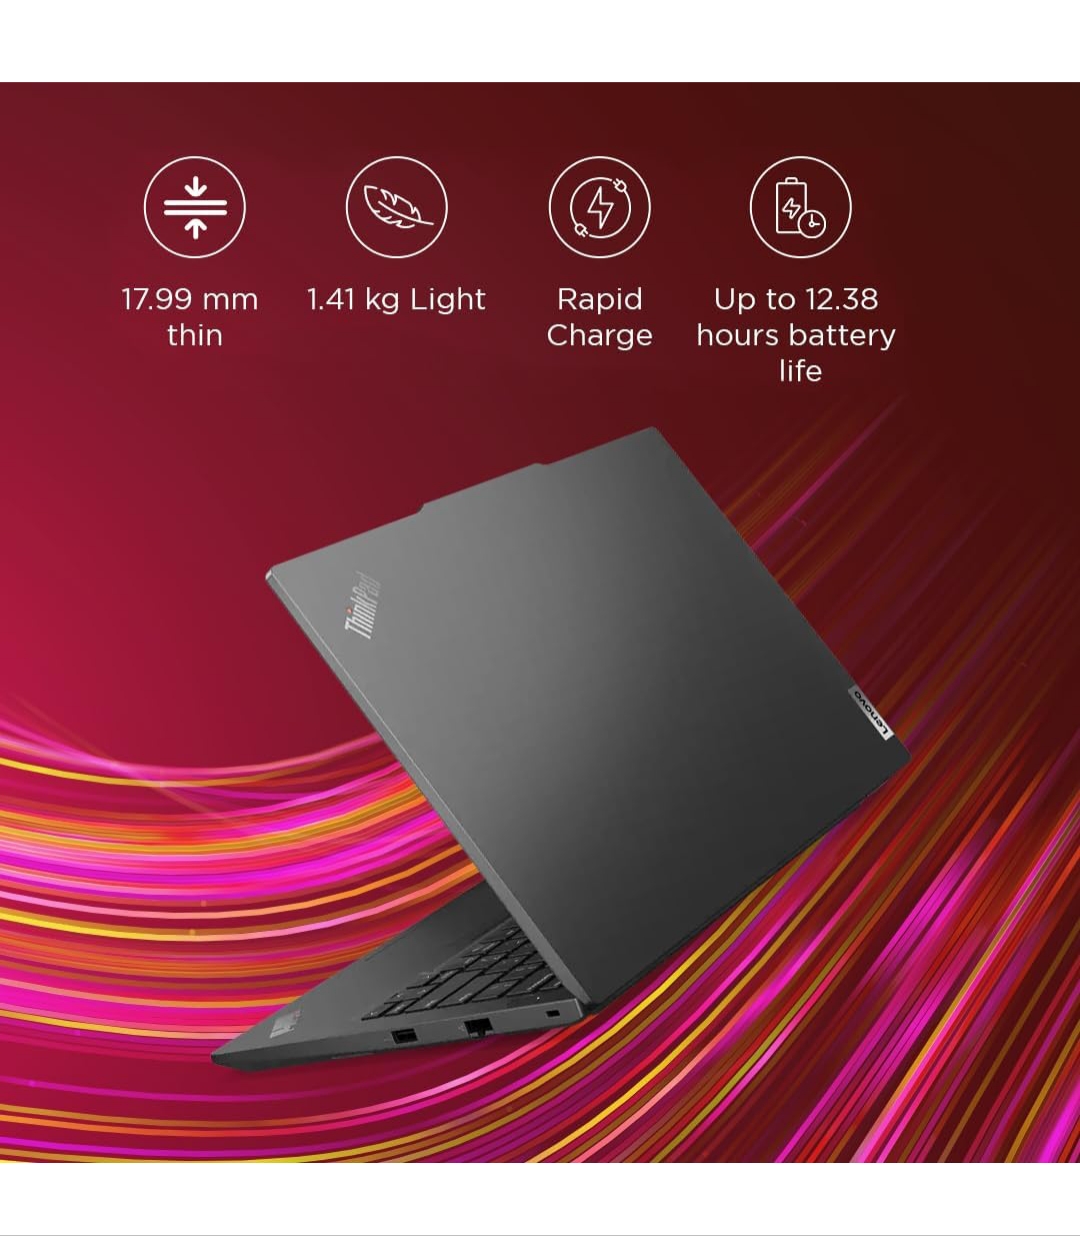 17.99 mm
thin
1.41 kg Light
Rapid
Charge
Up to 12.38
hours battery
life
ThinkPad
Lenovo